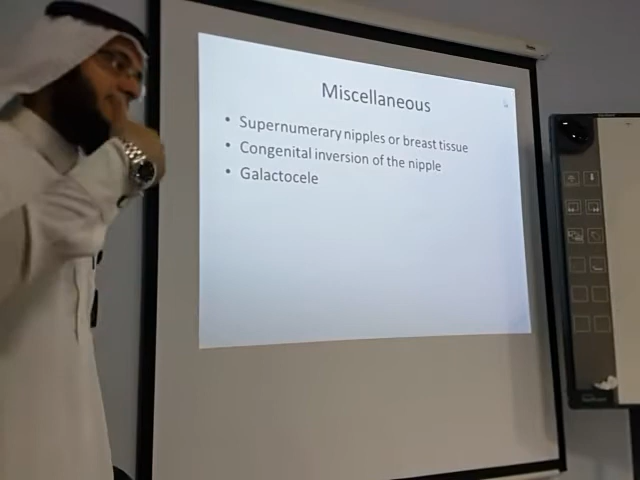 Miscellaneous
• Supernumerary nipples or breast tissue
• Congenital inversion of the nipple
• Galactocele